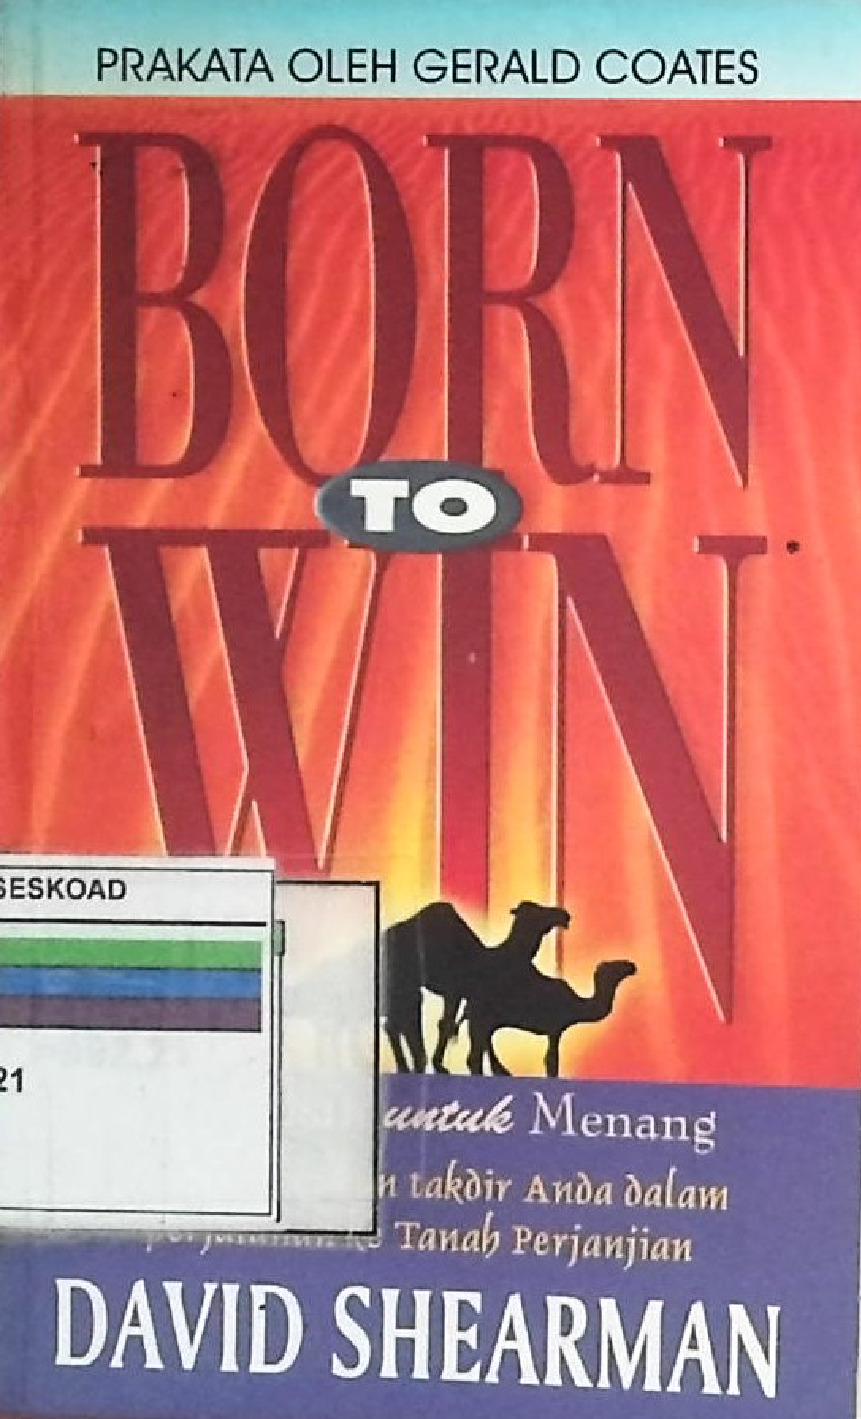 PRAKATA OLEH GERALD COATES
BORN
TO
WIN
SESKOAD
21
untuk Menang
takdir Anda dalam
Tanah Perjanjian
DAVID SHEARMAN